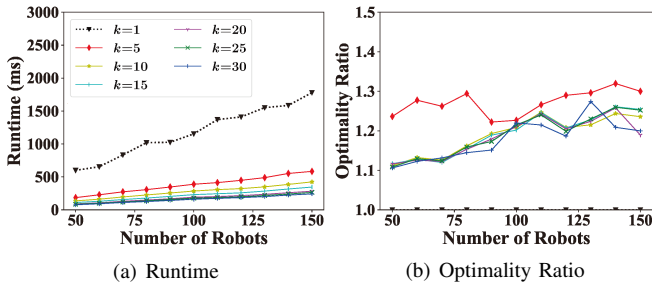 3000
2500
2000
1500
1000
500
0
Runtime (ms)
k=1
k=5
k=10
k=15
k=20
k=25
k=30
50
75
100
125
150
Number of Robots
(a) Runtime
1.5
1.4
1.3
1.2
1.1
1.0
Optimality Ratio
50
75
100
125
150
Number of Robots
(b) Optimality Ratio